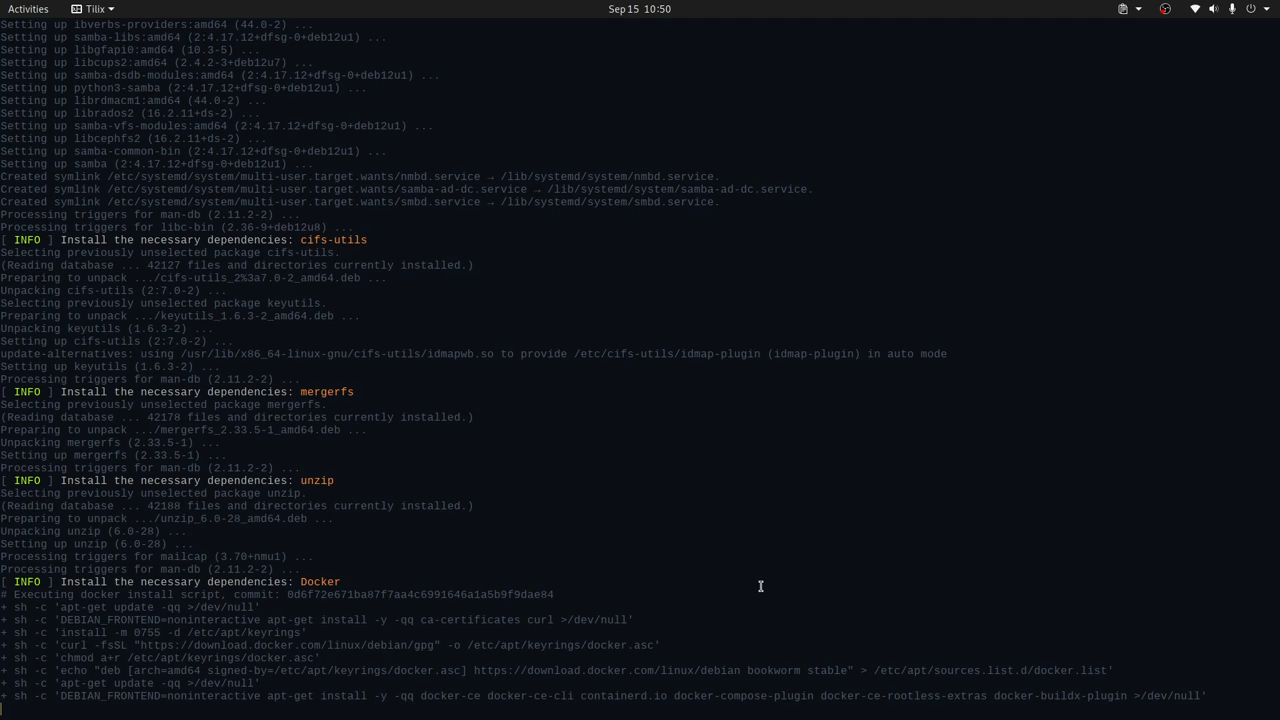 Activities Tilix Sep 15 10:50
Setting up ibverbs-providers:amd64 (44.0-2) ...
Setting up samba-libs:amd64 (2:4.17.12+dfsg-0+deb12u1) ...
Setting up libgfapi0:amd64 (10.3-5) ...
Setting up libcups2:amd64 (2.4.2-3+deb12u7) ...
Setting up samba-dsdb-modules:amd64 (2:4.17.12+dfsg-0+deb12u1) ...
Setting up python3-samba (2:4.17.12+dfsg-0+deb12u1) ...
Setting up librdmacm1:amd64 (44.0-2) ...
Setting up librados2 (16.2.11+ds-2) ...
Setting up samba-vfs-modules:amd64 (2:4.17.12+dfsg-0+deb12u1) ...
Setting up libcephfs2 (16.2.11+ds-2) ...
Setting up samba-common-bin (2:4.17.12+dfsg-0+deb12u1) ...
Setting up samba (2:4.17.12+dfsg-0+deb12u1) ...
Created symlink /etc/systemd/system/multi-user.target.wants/nmbd.service → /lib/systemd/system/nmbd.service.
Created symlink /etc/systemd/system/multi-user.target.wants/samba-ad-dc.service → /lib/systemd/system/samba-ad-dc.service.
Created symlink /etc/systemd/system/multi-user.target.wants/smbd.service → /lib/systemd/system/smbd.service.
Processing triggers for man-db (2.11.2-2) ...
Processing triggers for libc-bin (2.36-9+deb12u8) ...
[ INFO ] Install the necessary dependencies: cifs-utils
Selecting previously unselected package cifs-utils.
(Reading database ... 42127 files and directories currently installed.)
Preparing to unpack .../cifs-utils_2%3a7.0-2_amd64.deb ...
Unpacking cifs-utils (2:7.0-2) ...
Selecting previously unselected package keyutils.
Preparing to unpack .../keyutils_1.6.3-2_amd64.deb ...
Unpacking keyutils (1.6.3-2) ...
Setting up cifs-utils (2:7.0-2) ...
update-alternatives: using /usr/lib/x86_64-linux-gnu/cifs-utils/idmapwb.so to provide /etc/cifs-utils/idmap-plugin (idmap-plugin) in auto mode
Setting up keyutils (1.6.3-2) ...
Processing triggers for man-db (2.11.2-2) ...
[ INFO ] Install the necessary dependencies: mergerfs
Selecting previously unselected package mergerfs.
(Reading database ... 42178 files and directories currently installed.)
Preparing to unpack .../mergerfs_2.33.5-1_amd64.deb ...
Unpacking mergerfs (2.33.5-1) ...
Setting up mergerfs (2.33.5-1) ...
Processing triggers for man-db (2.11.2-2) ...
[ INFO ] Install the necessary dependencies: unzip
Selecting previously unselected package unzip.
(Reading database ... 42188 files and directories currently installed.)
Preparing to unpack .../unzip_6.0-28_amd64.deb ...
Unpacking unzip (6.0-28) ...
Setting up unzip (6.0-28) ...
Processing triggers for mailcap (3.70+nmu1) ...
Processing triggers for man-db (2.11.2-2) ...
[ INFO ] Install the necessary dependencies: Docker
# Executing docker install script, commit: 0d6f72e671ba87f7aa4c6991646a1a5b9f9dae84
+ sh -c 'apt-get update -qq >/dev/null'
+ sh -c 'DEBIAN_FRONTEND=noninteractive apt-get install -y -qq ca-certificates curl >/dev/null'
+ sh -c 'install -m 0755 -d /etc/apt/keyrings'
+ sh -c 'curl -fsSL "https://download.docker.com/linux/debian/gpg" -o /etc/apt/keyrings/docker.asc'
+ sh -c 'chmod a+r /etc/apt/keyrings/docker.asc'
+ sh -c 'echo "deb [arch=amd64 signed-by=/etc/apt/keyrings/docker.asc] https://download.docker.com/linux/debian bookworm stable" > /etc/apt/sources.list.d/docker.list'
+ sh -c 'apt-get update -qq >/dev/null'
+ sh -c 'DEBIAN_FRONTEND=noninteractive apt-get install -y -qq docker-ce docker-ce-cli containerd.io docker-compose-plugin docker-ce-rootless-extras docker-buildx-plugin >/dev/null'